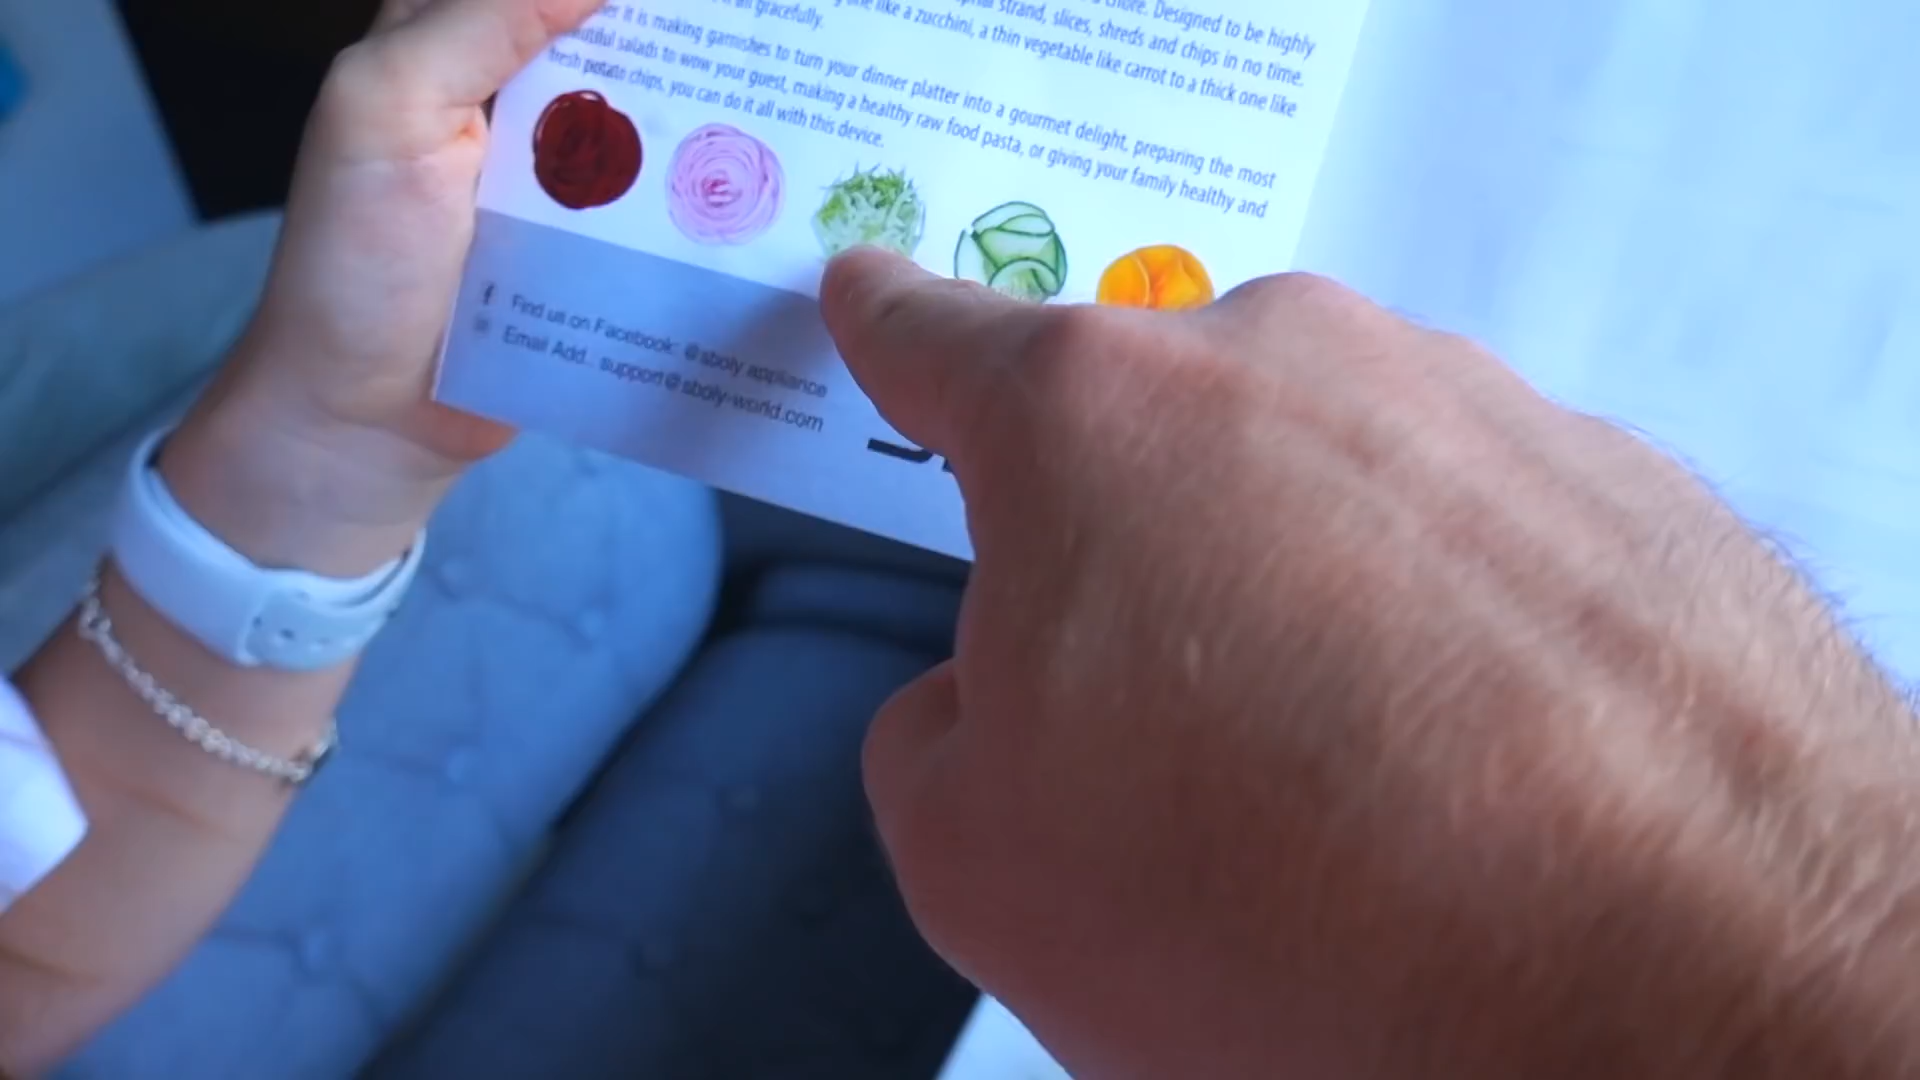 chore. Designed to be highly
strand, slices, shreds and chips in no time.
one like a zucchini, a thin vegetable like carrot to a thick one like
it all gracefully.
it is making garnishes to turn your dinner platter into a gourmet delight, preparing the most
beautiful salads to wow your guest, making a healthy raw food pasta, or giving your family healthy and
fresh potato chips, you can do it all with this device.
f Find us on Facebook: @sboly appliance
Email Add.: support@sboly-world.com